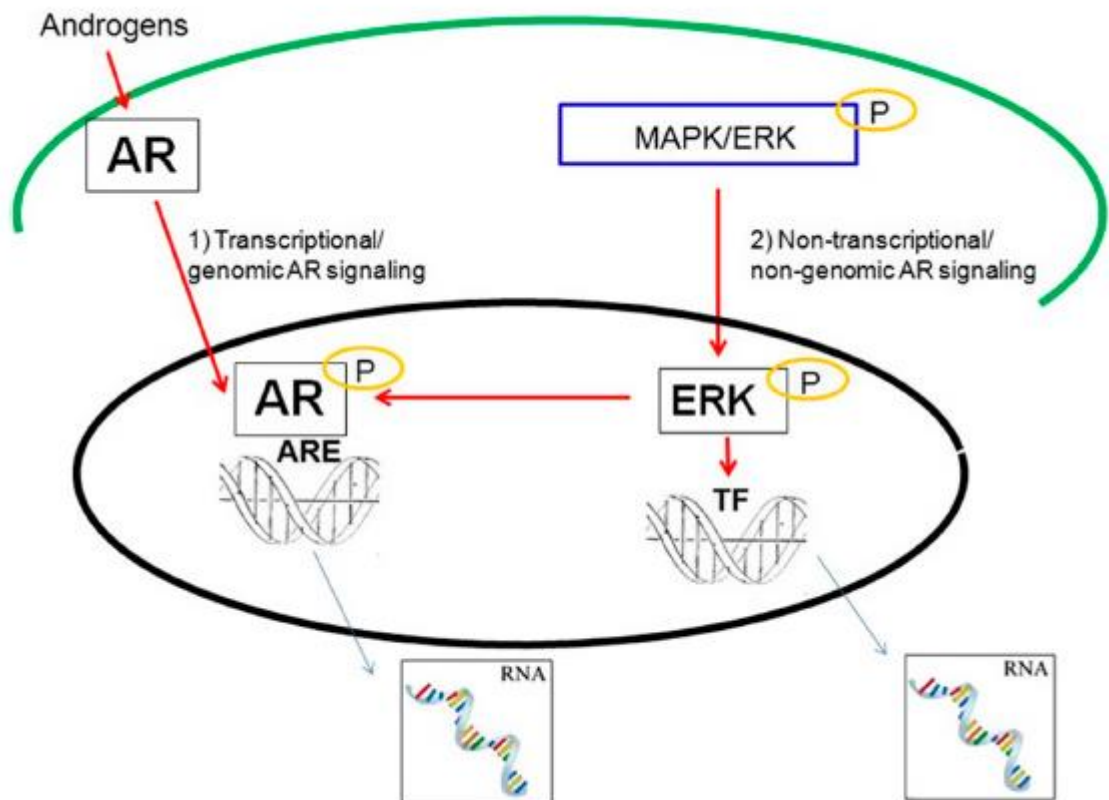 Androgens
AR
P
MAPK/ERK
1) Transcriptional/
genomic AR signaling
2) Non-transcriptional/
non-genomic AR signaling
P
AR
ARE
P
ERK
TF
RNA
RNA